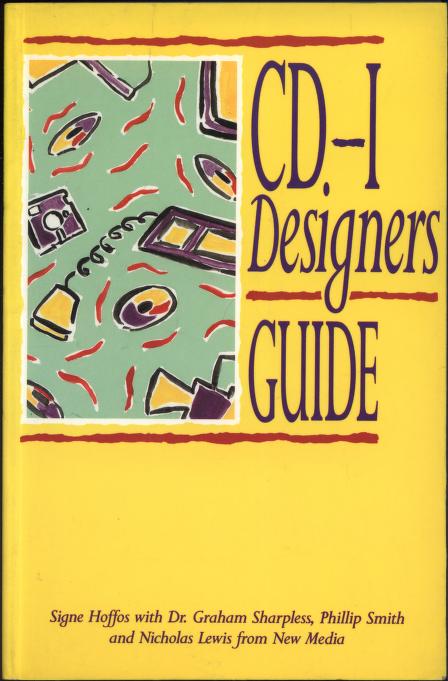 CD-I
Designers
GUIDE
Signe Hoffos with Dr. Graham Sharpless, Phillip Smith
and Nicholas Lewis from New Media